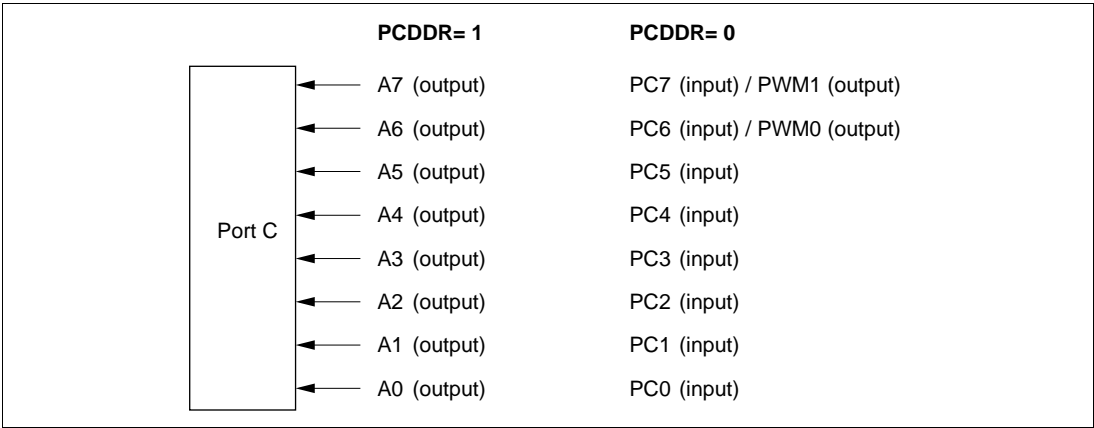 PCDDR= 1 PCDDR= 0
A7 (output) PC7 (input) / PWM1 (output)
A6 (output) PC6 (input) / PWM0 (output)
A5 (output) PC5 (input)
A4 (output) PC4 (input)
Port C
A3 (output) PC3 (input)
A2 (output) PC2 (input)
A1 (output) PC1 (input)
A0 (output) PC0 (input)